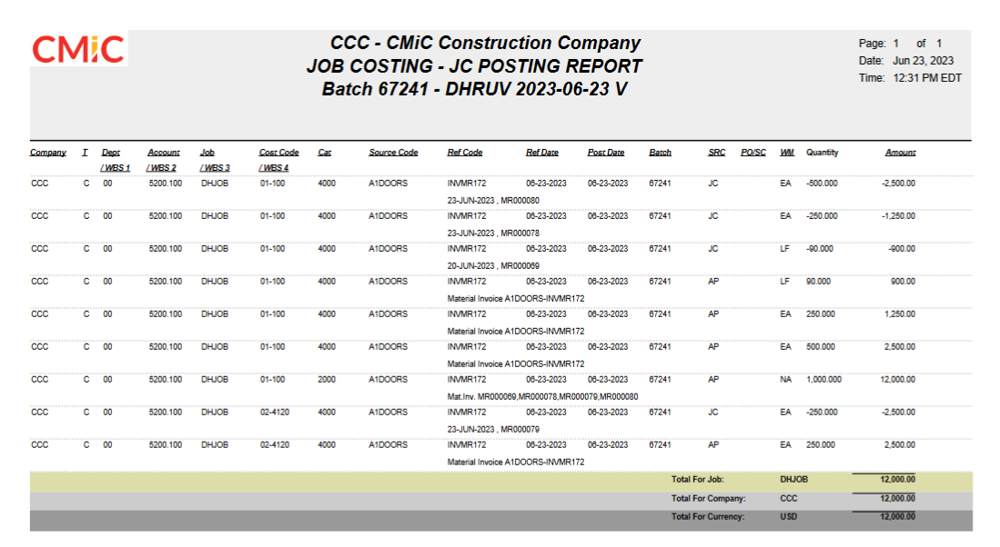 CMiC
CCC - CMiC Construction Company
JOB COSTING - JC POSTING REPORT
Batch 67241 - DHRUV 2023-06-23 V
Page: 1 of 1
Date: Jun 23, 2023
Time: 12:31 PM EDT
Company T Dept Account Job Cost Code Cat Source Code Ref Code Ref Date Post Date Batch SRC PO/SC WM Quantity Amount
/ WBS 1 / WBS 2 / WBS 3 / WBS 4
CCC C 00 5200.100 DHJOB 01-100 4000 A1DOORS INVMR172 06-23-2023 06-23-2023 67241 JC EA -500.000 -2,500.00
23-JUN-2023 , MR000080
CCC C 00 5200.100 DHJOB 01-100 4000 A1DOORS INVMR172 06-23-2023 06-23-2023 67241 JC EA -250.000 -1,250.00
23-JUN-2023 , MR000078
CCC C 00 5200.100 DHJOB 01-100 4000 A1DOORS INVMR172 06-23-2023 06-23-2023 67241 JC LF -90.000 -900.00
20-JUN-2023 , MR000069
CCC C 00 5200.100 DHJOB 01-100 4000 A1DOORS INVMR172 06-23-2023 06-23-2023 67241 AP LF 90.000 900.00
Material Invoice A1DOORS-INVMR172
CCC C 00 5200.100 DHJOB 01-100 4000 A1DOORS INVMR172 06-23-2023 06-23-2023 67241 AP EA 250.000 1,250.00
Material Invoice A1DOORS-INVMR172
CCC C 00 5200.100 DHJOB 01-100 4000 A1DOORS INVMR172 06-23-2023 06-23-2023 67241 AP EA 500.000 2,500.00
Material Invoice A1DOORS-INVMR172
CCC C 00 5200.100 DHJOB 01-100 2000 A1DOORS INVMR172 06-23-2023 06-23-2023 67241 AP NA 1,000.000 12,000.00
Mat.Inv. MR000069,MR000078,MR000079,MR000080
CCC C 00 5200.100 DHJOB 02-4120 4000 A1DOORS INVMR172 06-23-2023 06-23-2023 67241 JC EA -250.000 -2,500.00
23-JUN-2023 , MR000079
CCC C 00 5200.100 DHJOB 02-4120 4000 A1DOORS INVMR172 06-23-2023 06-23-2023 67241 AP EA 250.000 2,500.00
Material Invoice A1DOORS-INVMR172
Total For Job: DHJOB 12,000.00
Total For Company: CCC 12,000.00
Total For Currency: USD 12,000.00